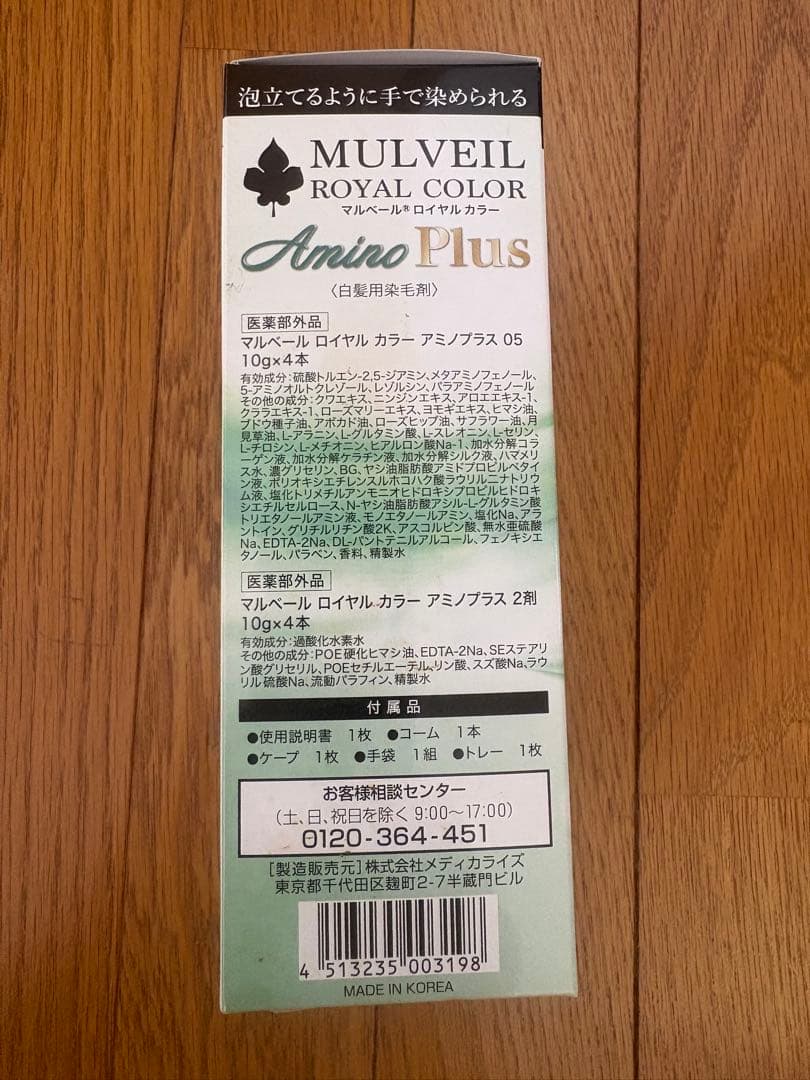 泡立てるように手で染められる
MULVEIL
ROYAL COLOR
マルベール® ロイヤル カラー
Amino Plus
〈白髪用染毛剤〉
医薬部外品
マルベール ロイヤル カラー アミノプラス 05
10g×4本
有効成分:硫酸トルエン-2,5-ジアミン、メタアミノフェノール、
5-アミノオルトクレゾール、レゾルシン、パラアミノフェノール
その他の成分:クワエキス、ニンジンエキス、アロエエキス-1、
クララエキス-1、ローズマリーエキス、ヨモギエキス、ヒマシ油、
ブドウ種子油、アボカド油、ローズヒップ油、サフラワー油、月
見草油、L-アラニン、L-グルタミン酸、L-スレオニン、L-セリン、
L-チロシン、L-メチオニン、ヒアルロン酸Na-1、加水分解コラ
ーゲン液、加水分解ケラチン液、加水分解シルク液、ハマメリ
ス水、濃グリセリン、BG、ヤシ油脂肪酸アミドプロピルベタイ
ン液、ポリオキシエチレンスルホコハク酸ラウリル二ナトリウ
ム液、塩化トリメチルアンモニオヒドロキシプロピルヒドロキ
シエチルセルロース、N-ヤシ油脂肪酸アシル-L-グルタミン酸
トリエタノールアミン液、モノエタノールアミン、塩化Na、アラ
ントイン、グリチルリチン酸2K、アスコルビン酸、無水亜硫酸
Na、EDTA-2Na、DL-パントテニルアルコール、フェノキシエ
タノール、パラベン、香料、精製水
医薬部外品
マルベール ロイヤル カラー アミノプラス 2剤
10g×4本
有効成分:過酸化水素水
その他の成分:POE硬化ヒマシ油、EDTA-2Na、SEステアリ
ン酸グリセリル、POEセチルエーテル、リン酸、スズ酸Na、ラウ
リル硫酸Na、流動パラフィン、精製水
付属品
●使用説明書 1枚 ●コーム 1本
●ケープ 1枚 ●手袋 1組 ●トレー 1枚
お客様相談センター
(土、日、祝日を除く 9:00〜17:00)
0120-364-451
[製造販売元]株式会社メディカライズ
東京都千代田区麹町2-7半蔵門ビル
4 513235 003198
MADE IN KOREA